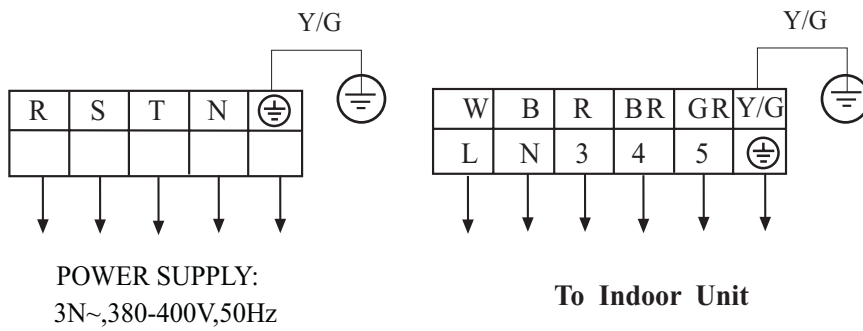 Y/G
R S T N
POWER SUPPLY:
3N~,380-400V,50Hz
Y/G
W B R BR GR Y/G
L N 3 4 5
To Indoor Unit